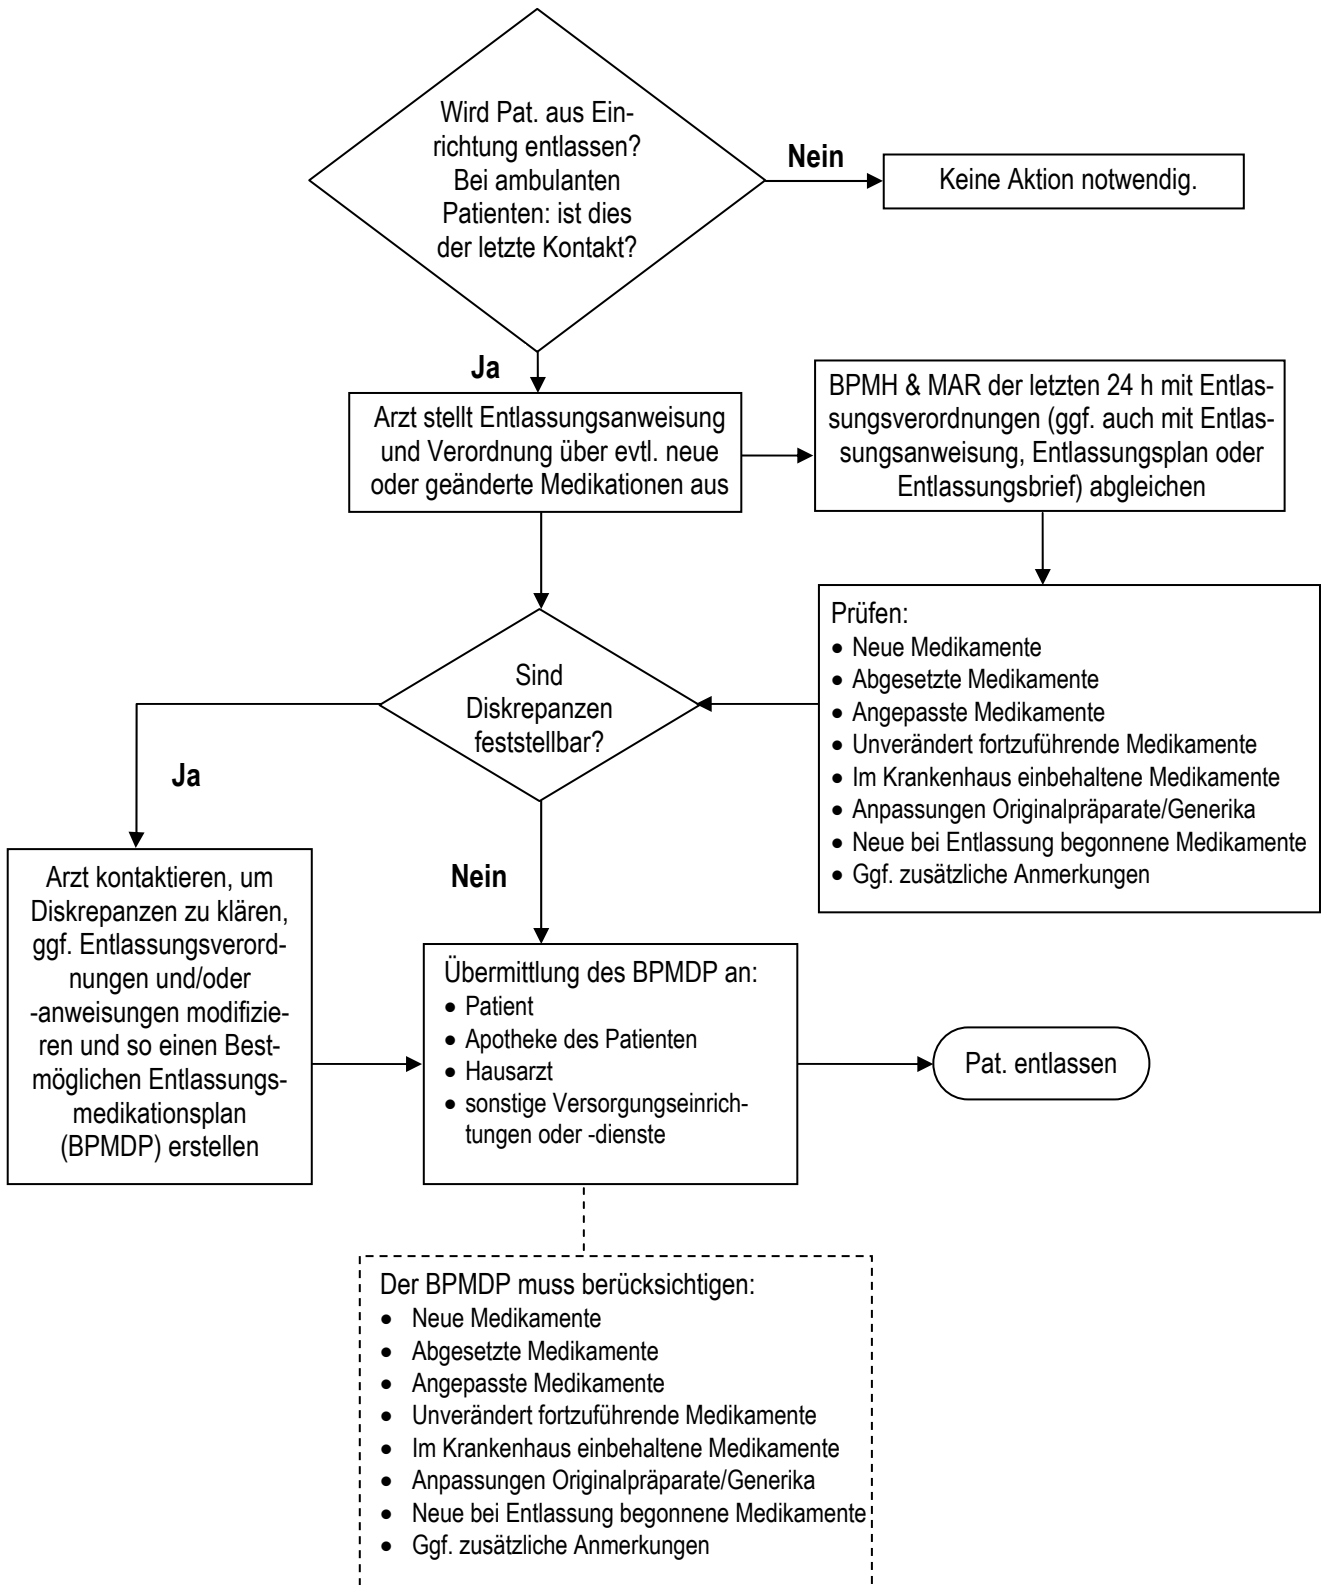 Wird Pat. aus Ein-
richtung entlassen?
Bei ambulanten
Patienten: ist dies
der letzte Kontakt?
Nein
Keine Aktion notwendig.
Ja
Arzt stellt Entlassungsanweisung
und Verordnung über evtl. neue
oder geänderte Medikationen aus
BPMH & MAR der letzten 24 h mit Entlas-
sungsverordnungen (ggf. auch mit Entlas-
sungsanweisung, Entlassungsplan oder
Entlassungsbrief) abgleichen
Prüfen:
• Neue Medikamente
• Abgesetzte Medikamente
• Angepasste Medikamente
• Unverändert fortzuführende Medikamente
• Im Krankenhaus einbehaltene Medikamente
• Anpassungen Originalpräparate/Generika
• Neue bei Entlassung begonnene Medikamente
• Ggf. zusätzliche Anmerkungen
Sind
Diskrepanzen
feststellbar?
Ja
Arzt kontaktieren, um
Diskrepanzen zu klären,
ggf. Entlassungsverord-
nungen und/oder
-anweisungen modifizie-
ren und so einen Best-
möglichen Entlassungs-
medikationsplan
(BPMDP) erstellen
Nein
Übermittlung des BPMDP an:
• Patient
• Apotheke des Patienten
• Hausarzt
• sonstige Versorgungseinrich-
tungen oder -dienste
Pat. entlassen
Der BPMDP muss berücksichtigen:
• Neue Medikamente
• Abgesetzte Medikamente
• Angepasste Medikamente
• Unverändert fortzuführende Medikamente
• Im Krankenhaus einbehaltene Medikamente
• Anpassungen Originalpräparate/Generika
• Neue bei Entlassung begonnene Medikamente
• Ggf. zusätzliche Anmerkungen